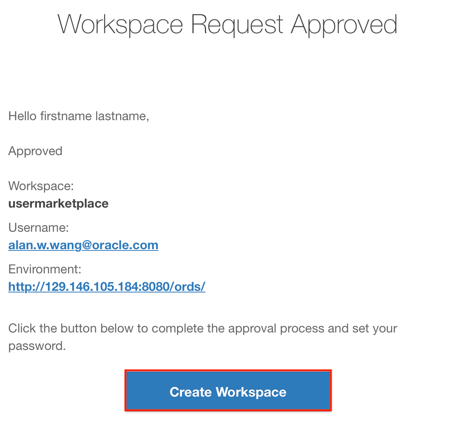 Workspace Request Approved
Hello firstname lastname,
Approved
Workspace:
usermarketplace
Username:
alan.w.wang@oracle.com
Environment:
http://129.146.105.184:8080/ords/
Click the button below to complete the approval process and set your
password.
Create Workspace